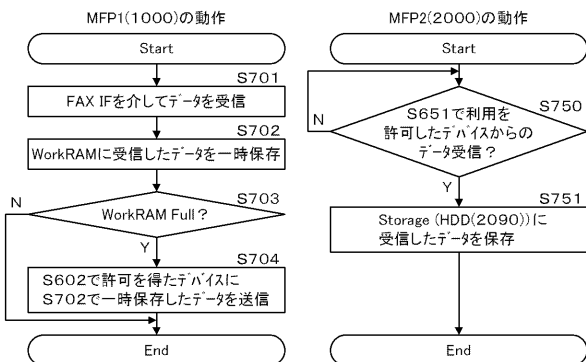 MFP1(1000)の動作
Start
S701
FAX IFを介してデータを受信
S702
WorkRAMに受信したデータを一時保存
S703
WorkRAM Full?
N
Y
S704
S602で許可を得たデバイスに
S702で一時保存したデータを送信
End
MFP2(2000)の動作
Start
S750
S651で利用を
許可したデバイスからの
データ受信?
N
Y
S751
Storage (HDD(2090))に
受信したデータを保存
End